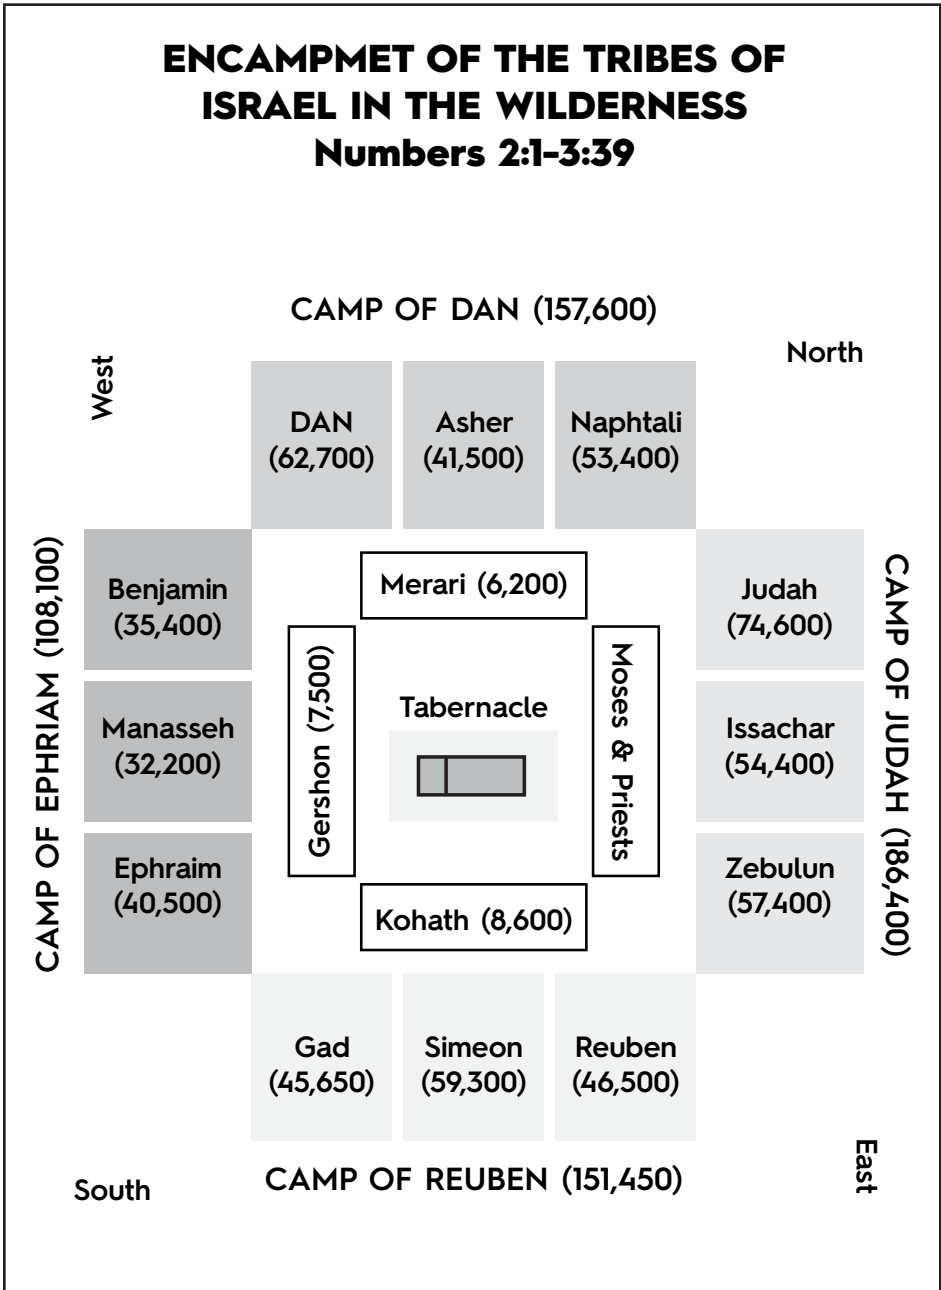 ENCAMPMET OF THE TRIBES OF
ISRAEL IN THE WILDERNESS
Numbers 2:1-3:39
CAMP OF DAN (157,600)
North
West
DAN
(62,700)
Asher
(41,500)
Naphtali
(53,400)
CAMP OF EPHRIAM (108,100)
Benjamin
(35,400)
Manasseh
(32,200)
Ephraim
(40,500)
Merari (6,200)
Gershon (7,500)
Tabernacle
Moses & Priests
Kohath (8,600)
Judah
(74,600)
Issachar
(54,400)
Zebulun
(57,400)
CAMP OF JUDAH (186,400)
Gad
(45,650)
Simeon
(59,300)
Reuben
(46,500)
CAMP OF REUBEN (151,450)
South
East